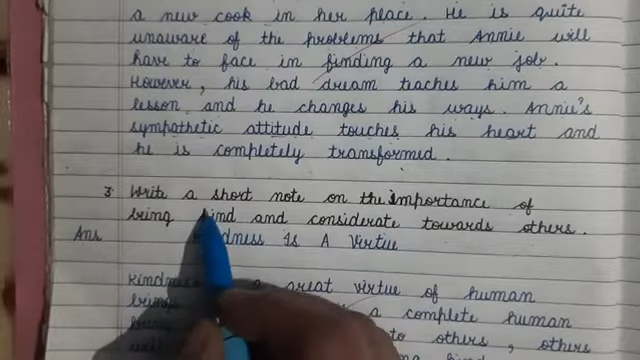 a new cook in her place. He is quite
unaware of the problems that Annie will
have to face in finding a new job.
However, his bad dream teaches him a
lesson and he changes his ways. Annie's
sympathetic attitude touches his heart and
he is completely transformed.
3 Write a short note on the importance of
being kind and considerate towards others.
Ans Kindness Is A Virtue
Kindness a great virtue of human
a complete human
to others, others